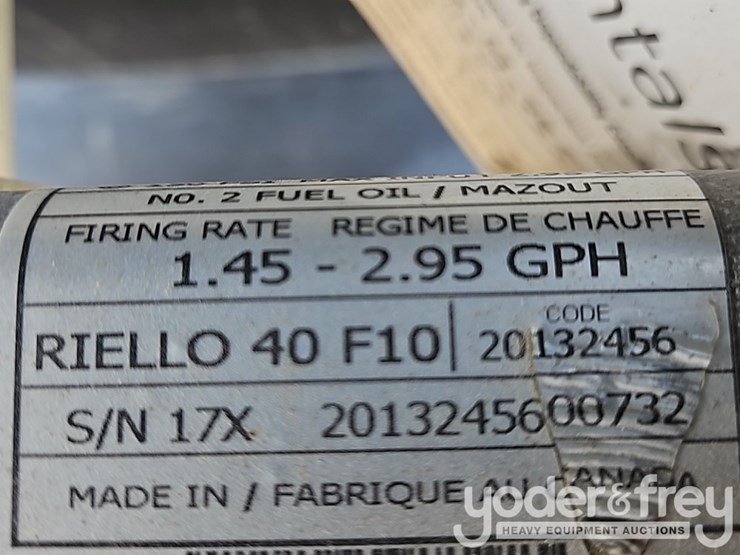 ntals
NO. 2 FUEL OIL / MAZOUT
FIRING RATE REGIME DE CHAUFFE
1.45 - 2.95 GPH
CODE
RIELLO 40 F10 20132456
S/N 17X 2013245600732
MADE IN / FABRIQUE AU CANADA
yoder&frey
HEAVY EQUIPMENT AUCTIONS